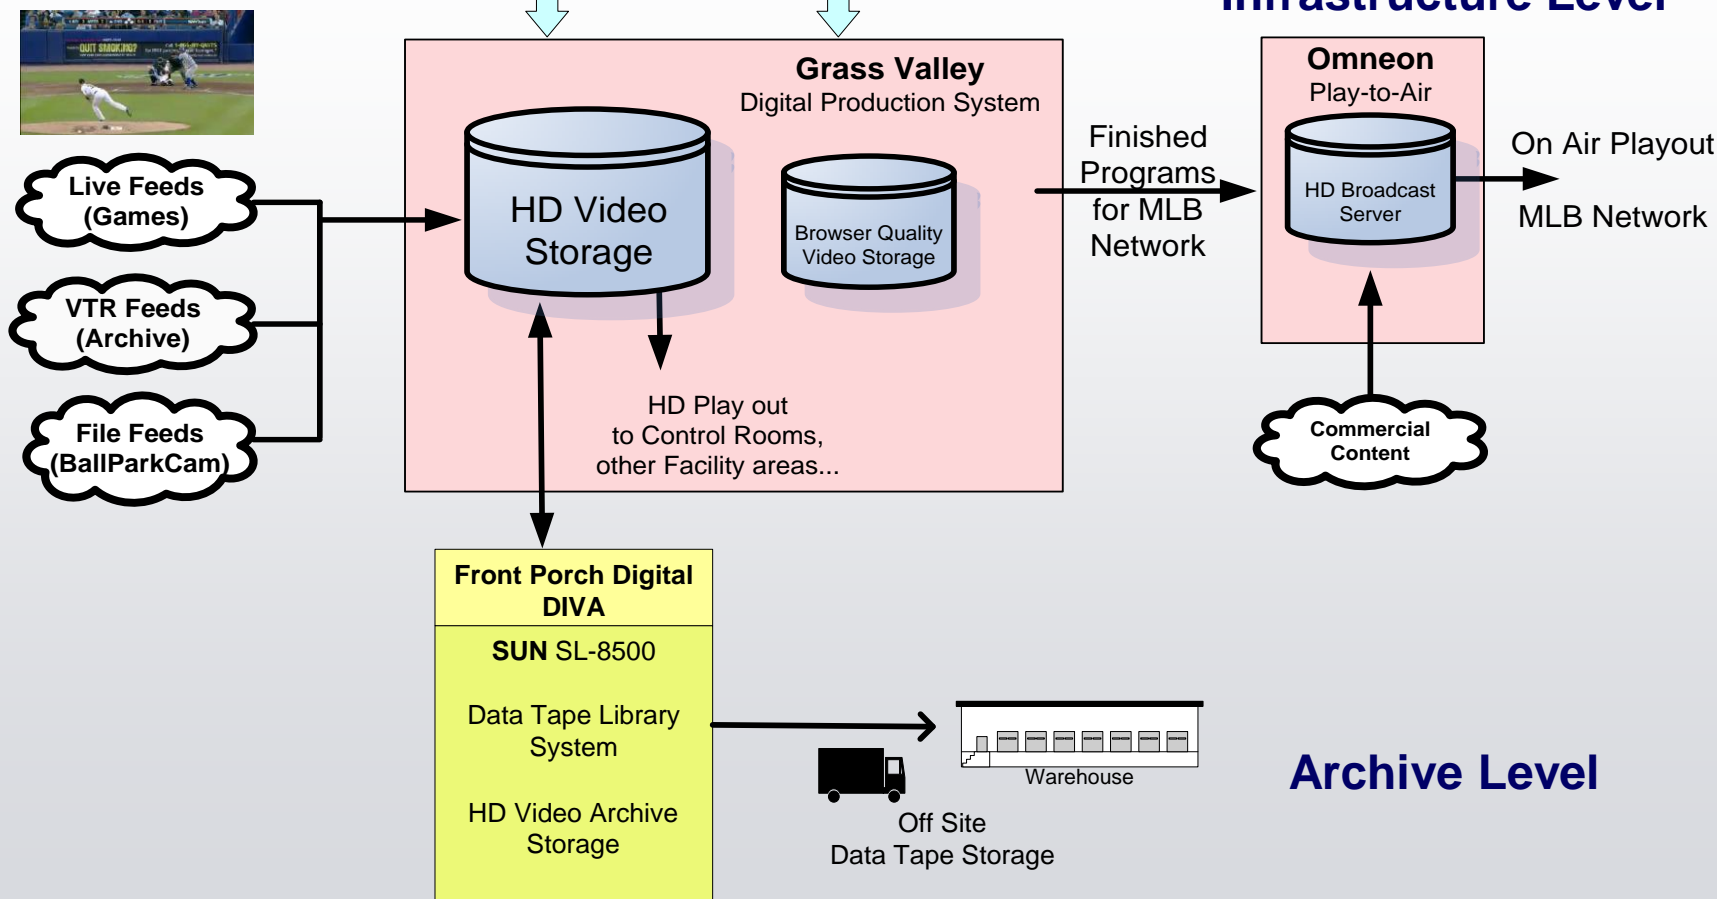 Infrastructure Level
QUIT SMOKING?
Live Feeds
(Games)
VTR Feeds
(Archive)
File Feeds
(BallParkCam)
Grass Valley
Digital Production System
HD Video
Storage
Browser Quality
Video Storage
HD Play out
to Control Rooms,
other Facility areas...
Finished
Programs
for MLB
Network
Omneon
Play-to-Air
HD Broadcast
Server
On Air Playout
MLB Network
Commercial
Content
Front Porch Digital
DIVA
SUN SL-8500
Data Tape Library
System
HD Video Archive
Storage
Warehouse
Off Site
Data Tape Storage
Archive Level